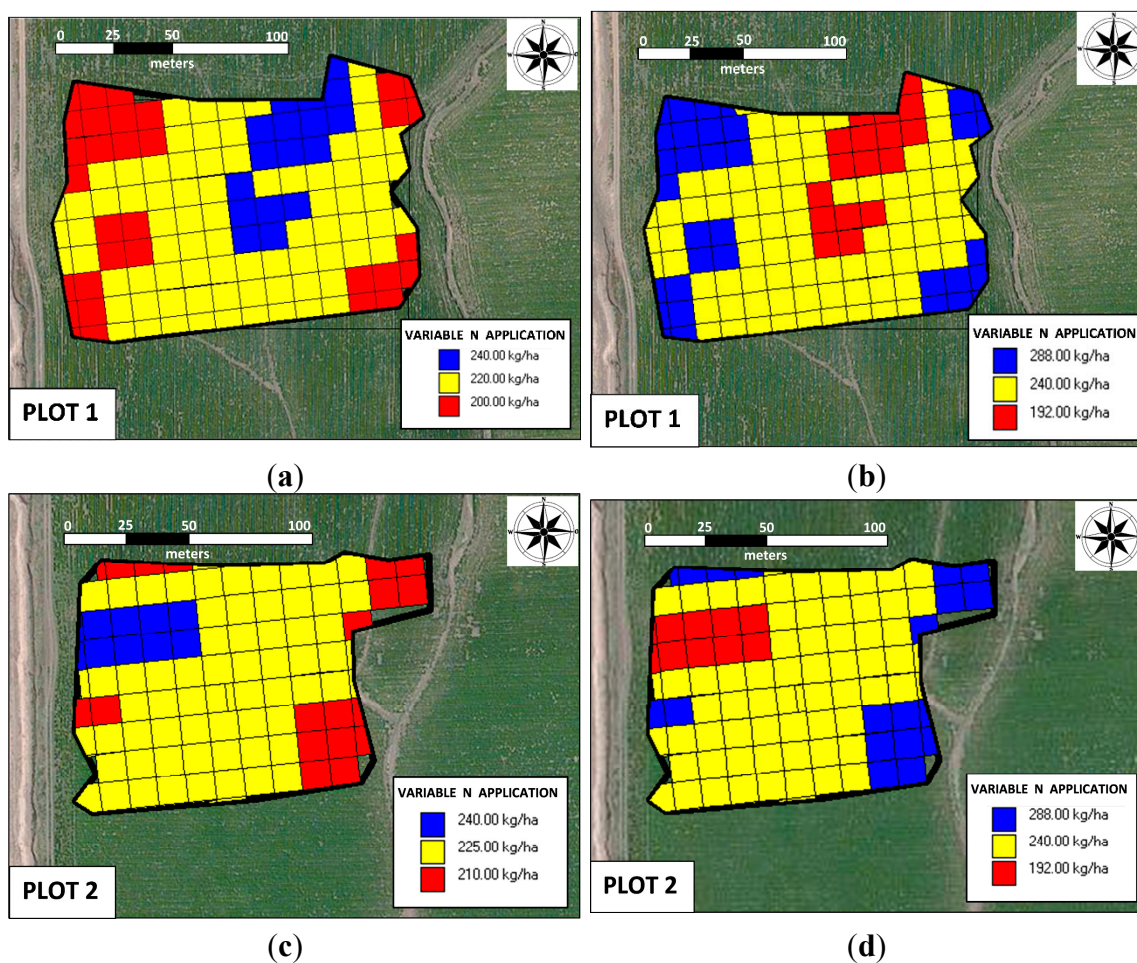 0 25 50 100
meters
N
W
S
VARIABLE N APPLICATION
240.00 kg/ha
220.00 kg/ha
200.00 kg/ha
PLOT 1
(a)
0 25 50 100
meters
N
W
S
VARIABLE N APPLICATION
288.00 kg/ha
240.00 kg/ha
192.00 kg/ha
PLOT 1
(b)
0 25 50 100
meters
N
W
S
VARIABLE N APPLICATION
240.00 kg/ha
225.00 kg/ha
210.00 kg/ha
PLOT 2
(c)
0 25 50 100
meters
N
W
S
VARIABLE N APPLICATION
288.00 kg/ha
240.00 kg/ha
192.00 kg/ha
PLOT 2
(d)